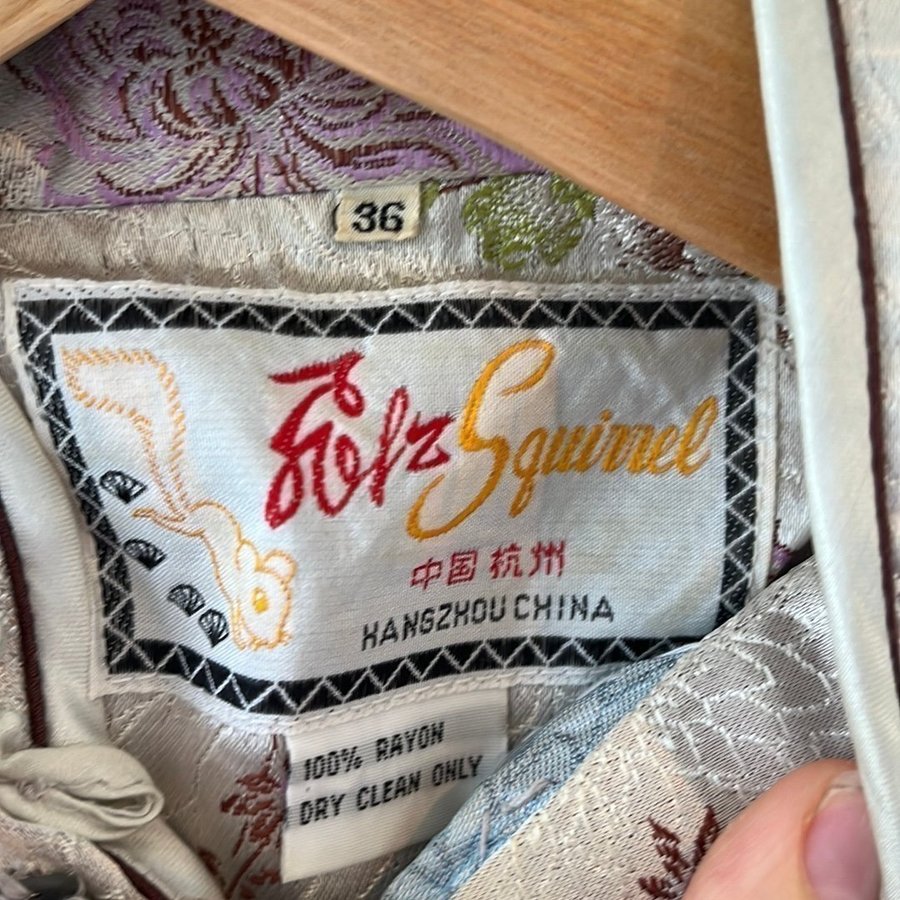 36
Squirrel
中国 杭州
HANGZHOU CHINA
100% RAYON
DRY CLEAN ONLY